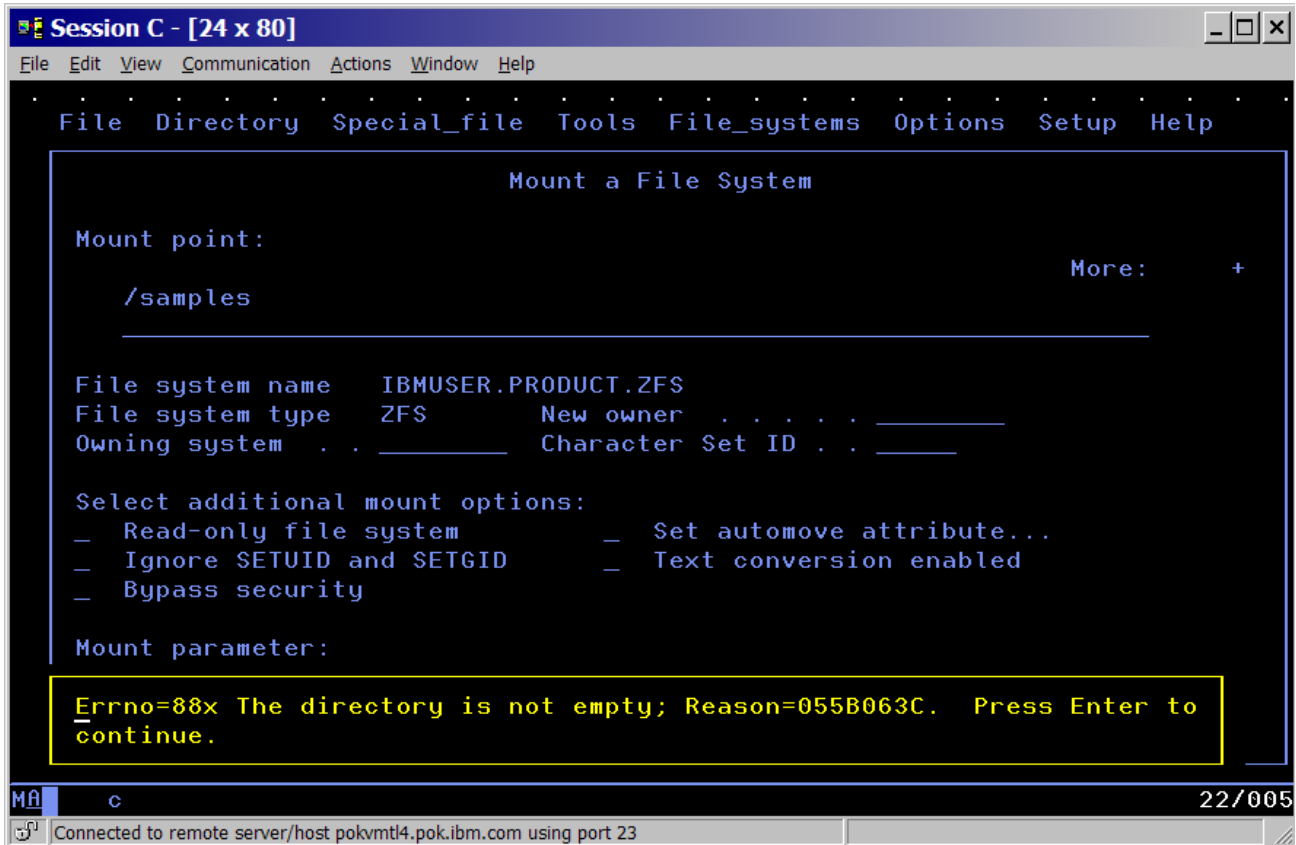 Session C - [24 x 80]
File Edit View Communication Actions Window Help
. . . . . . . . . . . . . . . . . . . . . . . . . . .
File Directory Special_file Tools File_systems Options Setup Help
Mount a File System
Mount point:
More: +
/samples
File system name IBMUSER.PRODUCT.ZFS
File system type ZFS New owner . . . . . ________
Owning system . . ________ Character Set ID . . _____
Select additional mount options:
_ Read-only file system _ Set automove attribute...
_ Ignore SETUID and SETGID _ Text conversion enabled
_ Bypass security
Mount parameter:
Errno=88x The directory is not empty; Reason=055B063C. Press Enter to
continue.
MA c 22/005
Connected to remote server/host pokvmtl4.pok.ibm.com using port 23